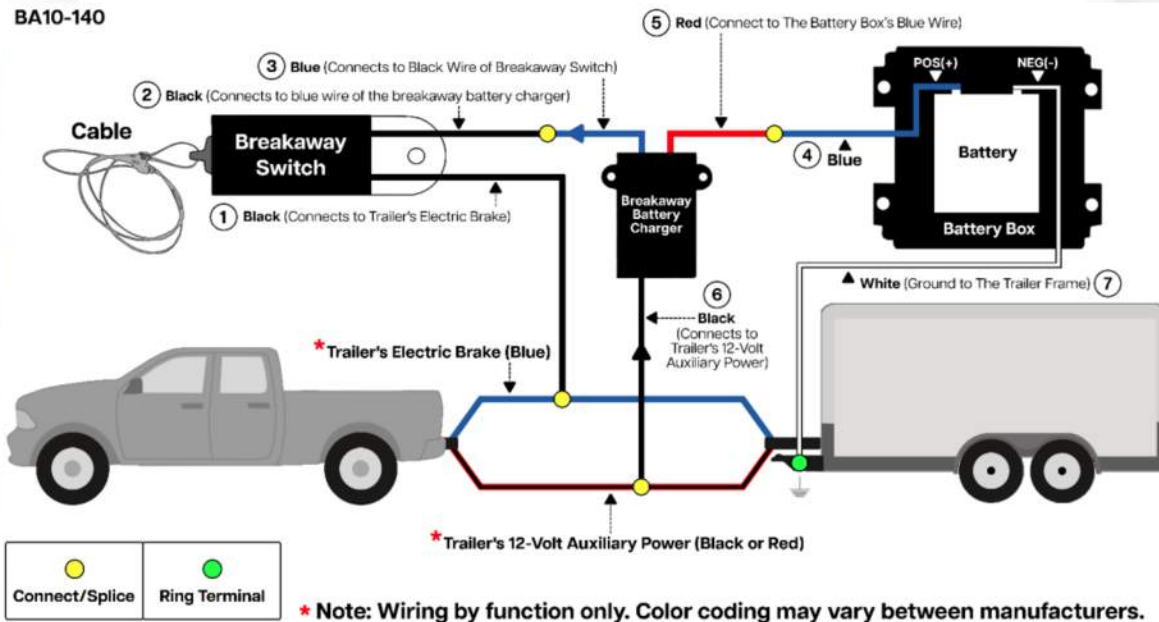 BA10-140
5 Red (Connect to The Battery Box's Blue Wire)
3 Blue (Connects to Black Wire of Breakaway Switch)
2 Black (Connects to blue wire of the breakaway battery charger)
POS(+)
NEG(-)
Cable
Breakaway
Switch
4
Blue
Battery
Breakaway
Battery
Charger
Battery Box
1 Black (Connects to Trailer's Electric Brake)
White (Ground to The Trailer Frame) 7
6
Black
(Connects to
Trailer's 12-Volt
Auxiliary Power)
*Trailer's Electric Brake (Blue)
*Trailer's 12-Volt Auxiliary Power (Black or Red)
Connect/Splice
Ring Terminal
* Note: Wiring by function only. Color coding may vary between manufacturers.